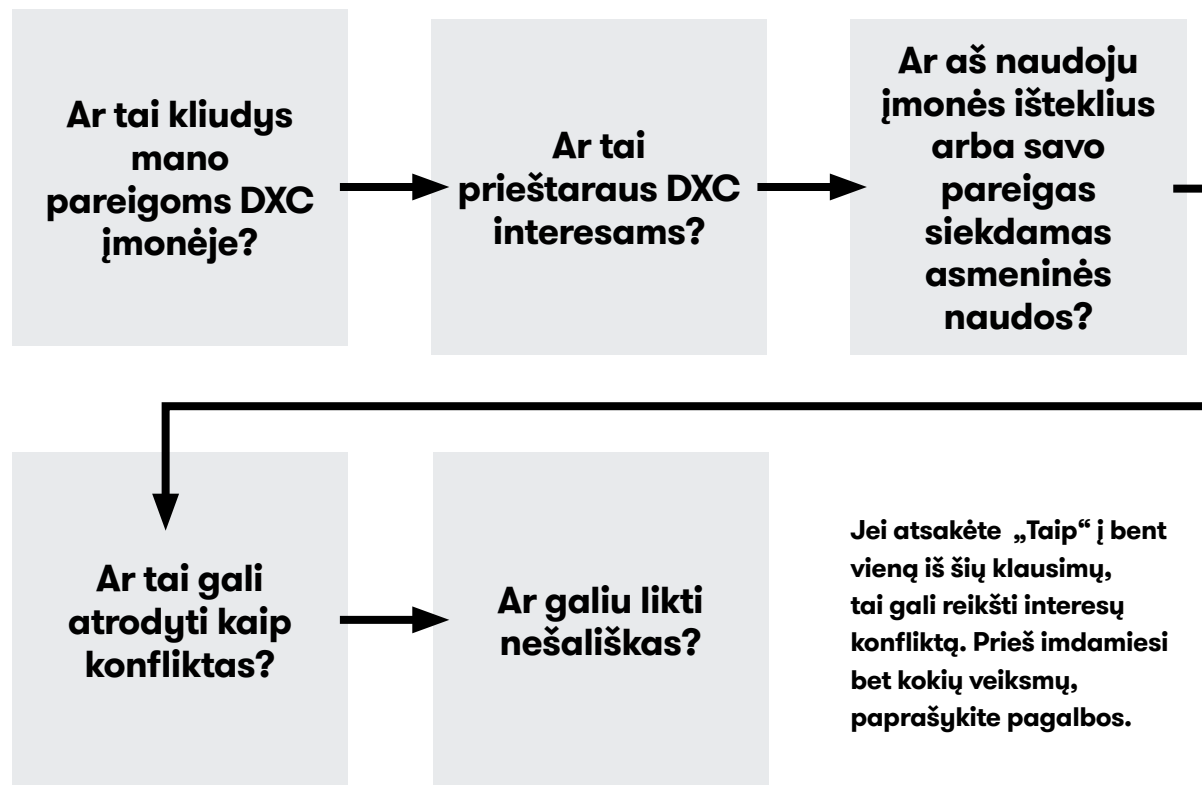 Ar tai kliudys
mano
pareigoms DXC
įmonėje?
Ar tai
prieštaraus DXC
interesams?
Ar aš naudoju
įmonės išteklius
arba savo
pareigas
siekdamas
asmeninės
naudos?
Ar tai gali
atrodyti kaip
konfliktas?
Ar galiu likti
nešališkas?
Jei atsakėte „Taip“ į bent
vieną iš šių klausimų,
tai gali reikšti interesų
konfliktą. Prieš imdamiesi
bet kokių veiksmų,
paprašykite pagalbos.